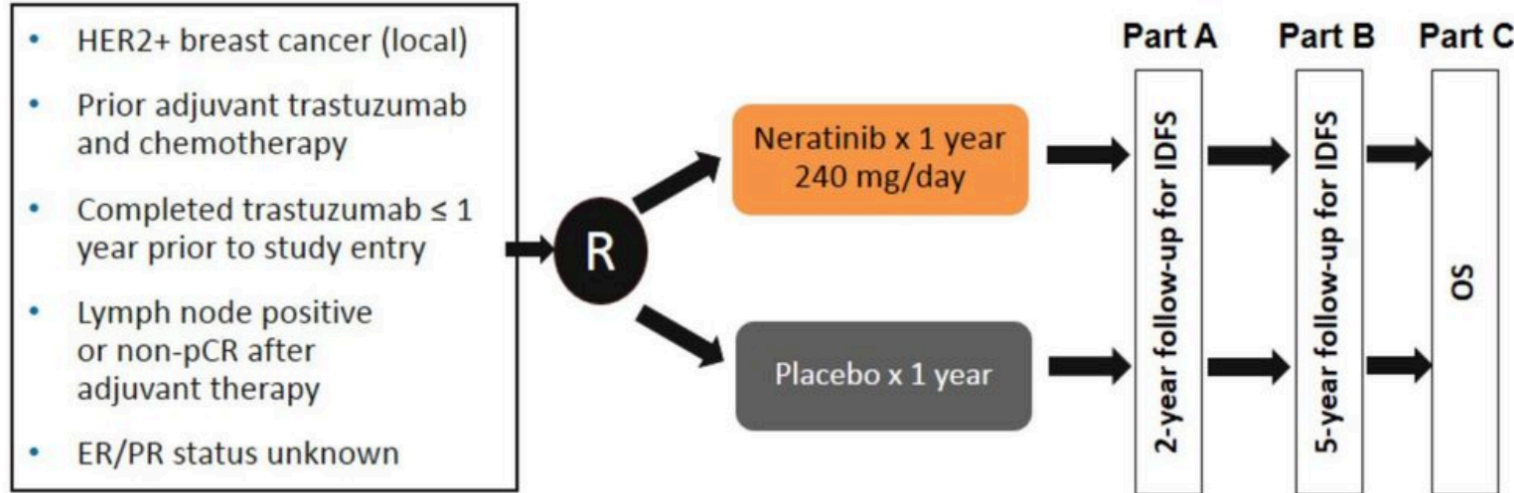 • HER2+ breast cancer (local)
• Prior adjuvant trastuzumab
and chemotherapy
• Completed trastuzumab ≤ 1
year prior to study entry
• Lymph node positive
or non-pCR after
adjuvant therapy
• ER/PR status unknown
R
Neratinib x 1 year
240 mg/day
Placebo x 1 year
Part A
2-year follow-up for IDFS
Part B
5-year follow-up for IDFS
Part C
OS